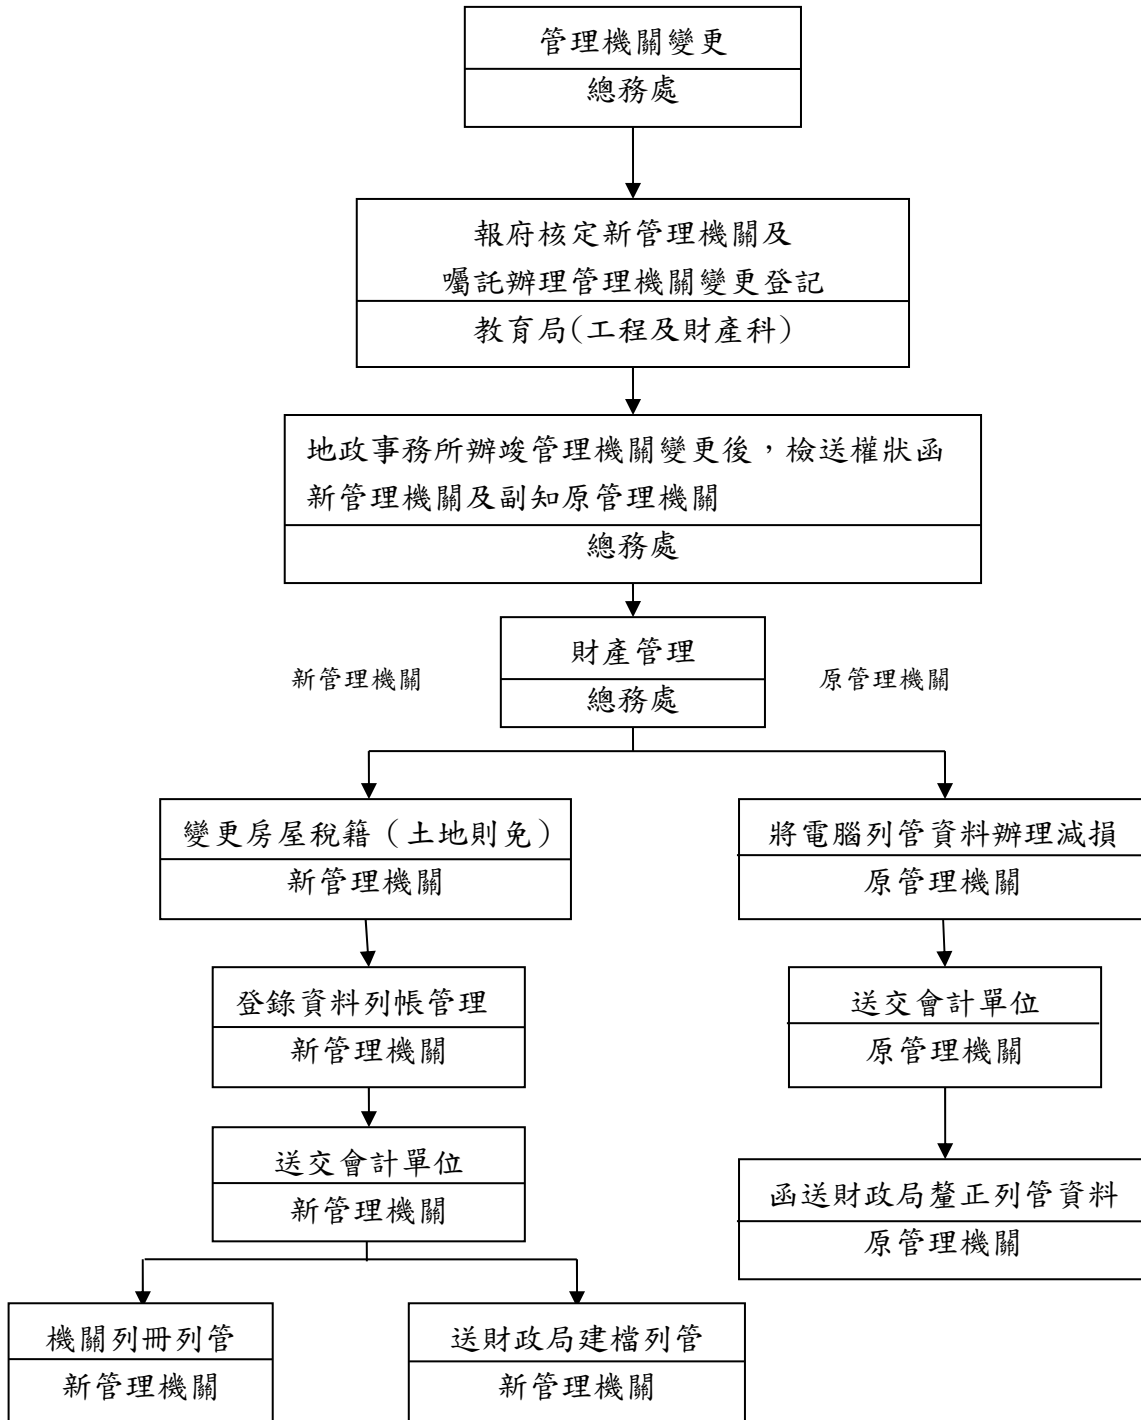 管理機關變更
總務處
報府核定新管理機關及
囑託辦理管理機關變更登記
教育局(工程及財產科)
地政事務所辦竣管理機關變更後，檢送權狀函
新管理機關及副知原管理機關
總務處
財產管理
總務處
新管理機關
原管理機關
變更房屋稅籍（土地則免）
新管理機關
登錄資料列帳管理
新管理機關
送交會計單位
新管理機關
機關列冊列管
新管理機關
送財政局建檔列管
新管理機關
將電腦列管資料辦理減損
原管理機關
送交會計單位
原管理機關
函送財政局釐正列管資料
原管理機關